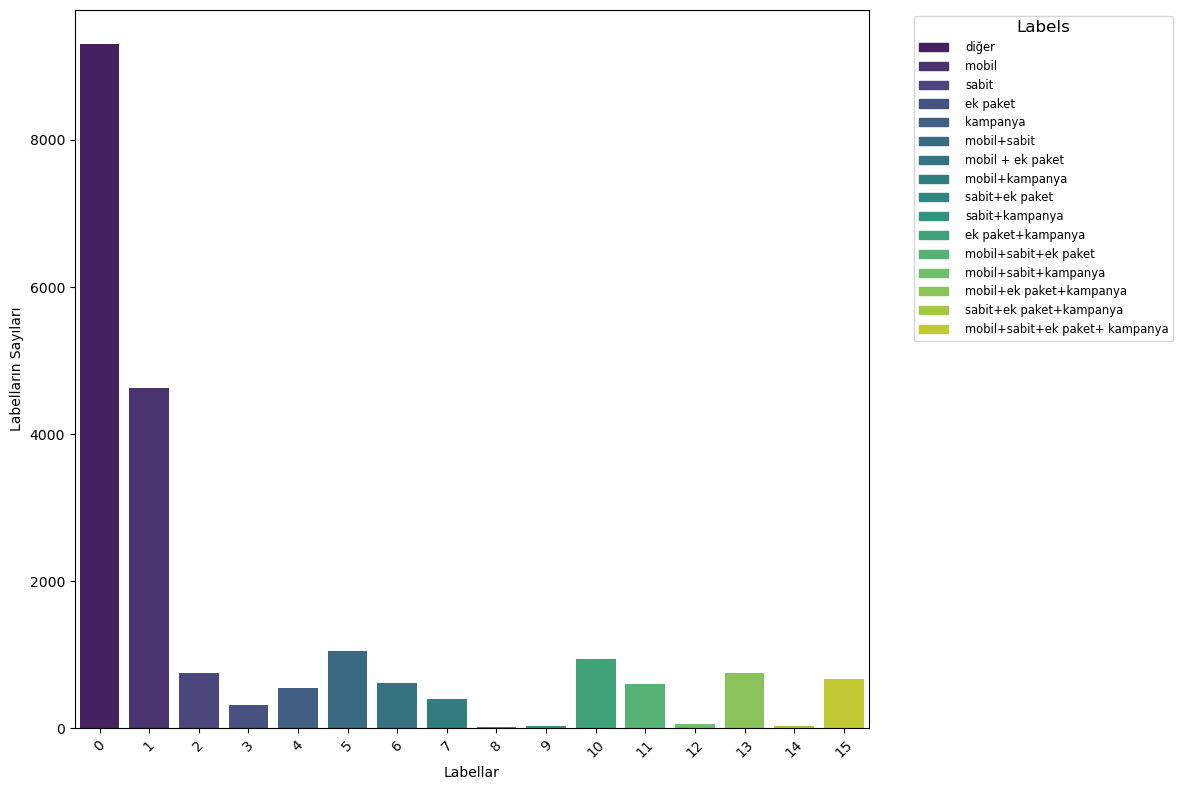 Labels
diğer
mobil
sabit
ek paket
kampanya
mobil+sabit
mobil + ek paket
mobil+kampanya
sabit+ek paket
sabit+kampanya
ek paket+kampanya
mobil+sabit+ek paket
mobil+sabit+kampanya
mobil+ek paket+kampanya
sabit+ek paket+kampanya
mobil+sabit+ek paket+ kampanya
Labelların Sayıları
8000
6000
4000
2000
0
0 1 2 3 4 5 6 7 8 9 10 11 12 13 14 15
Labellar